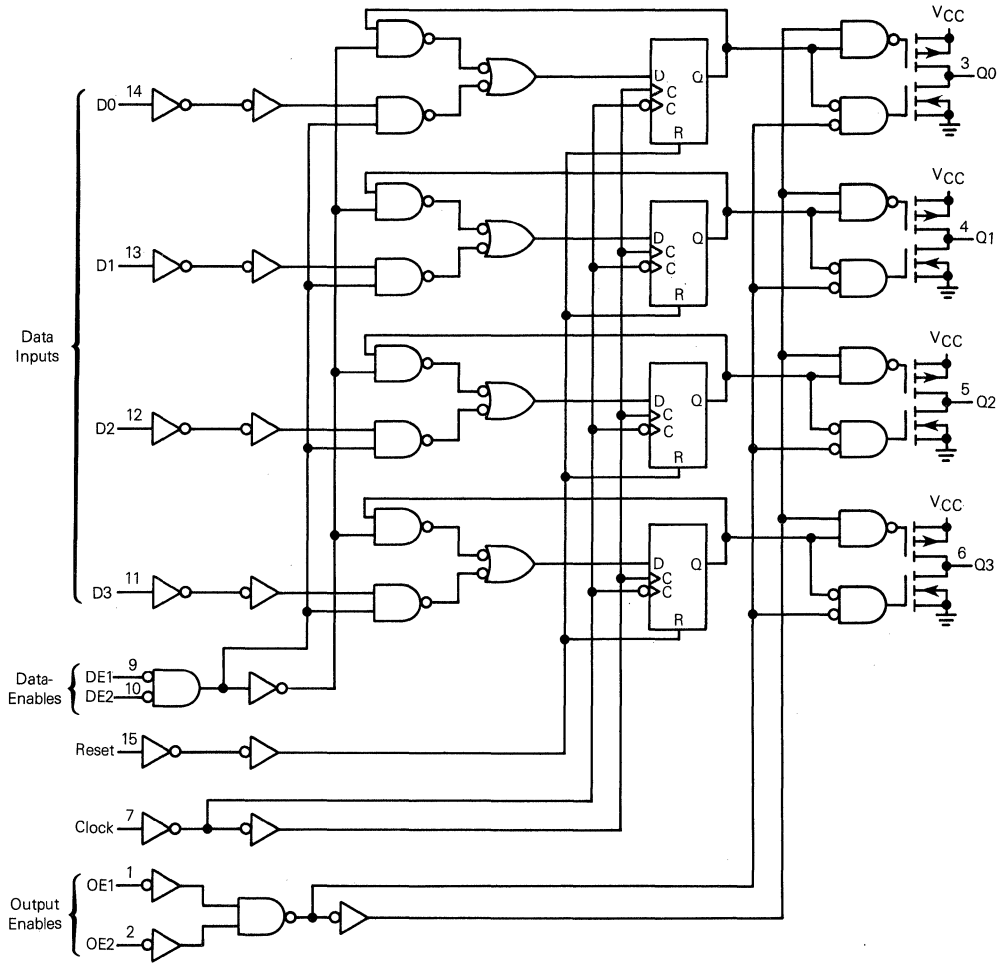 VCC
3
Q0
D
Q
C
C
R
D0
14
VCC
4
Q1
D
Q
C
C
R
D1
13
Data
Inputs
VCC
5
Q2
D
Q
C
C
R
D2
12
VCC
6
Q3
D
Q
C
C
R
D3
11
Data-
Enables
DE1
9
DE2
10
Reset
15
Clock
7
Output
Enables
OE1
1
OE2
2